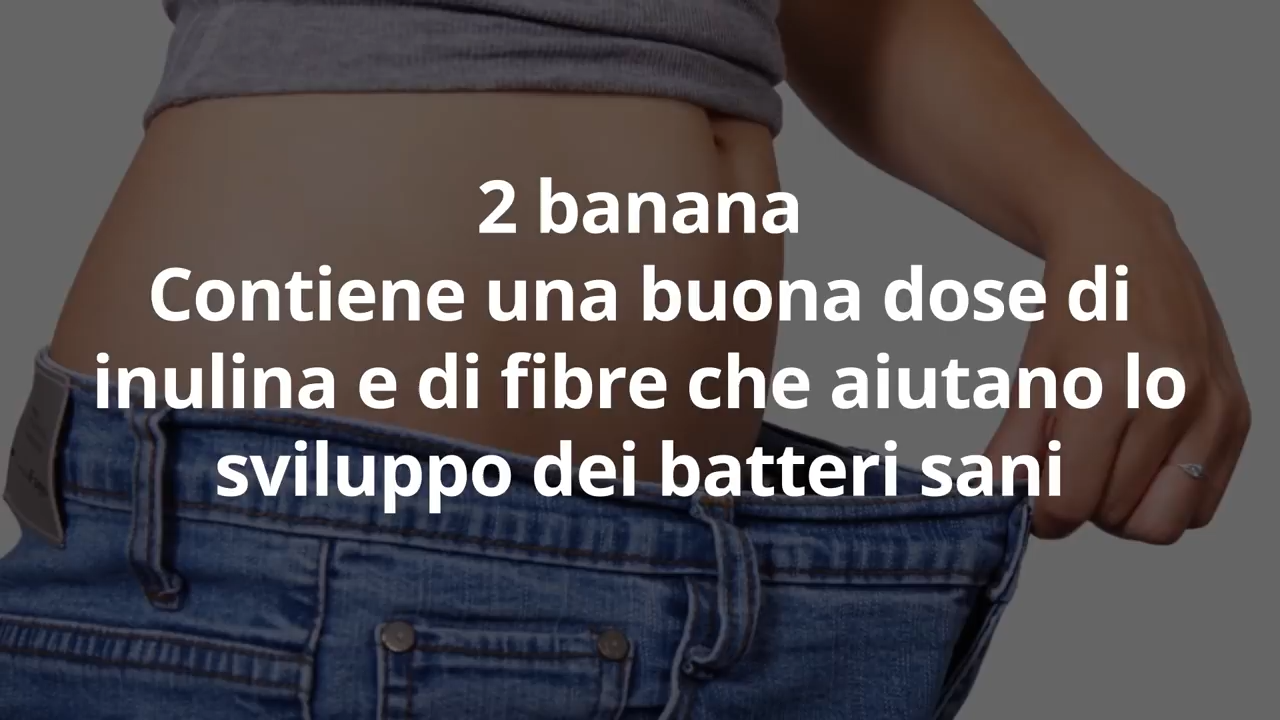 2 banana
Contiene una buona dose di
inulina e di fibre che aiutano lo
sviluppo dei batteri sani